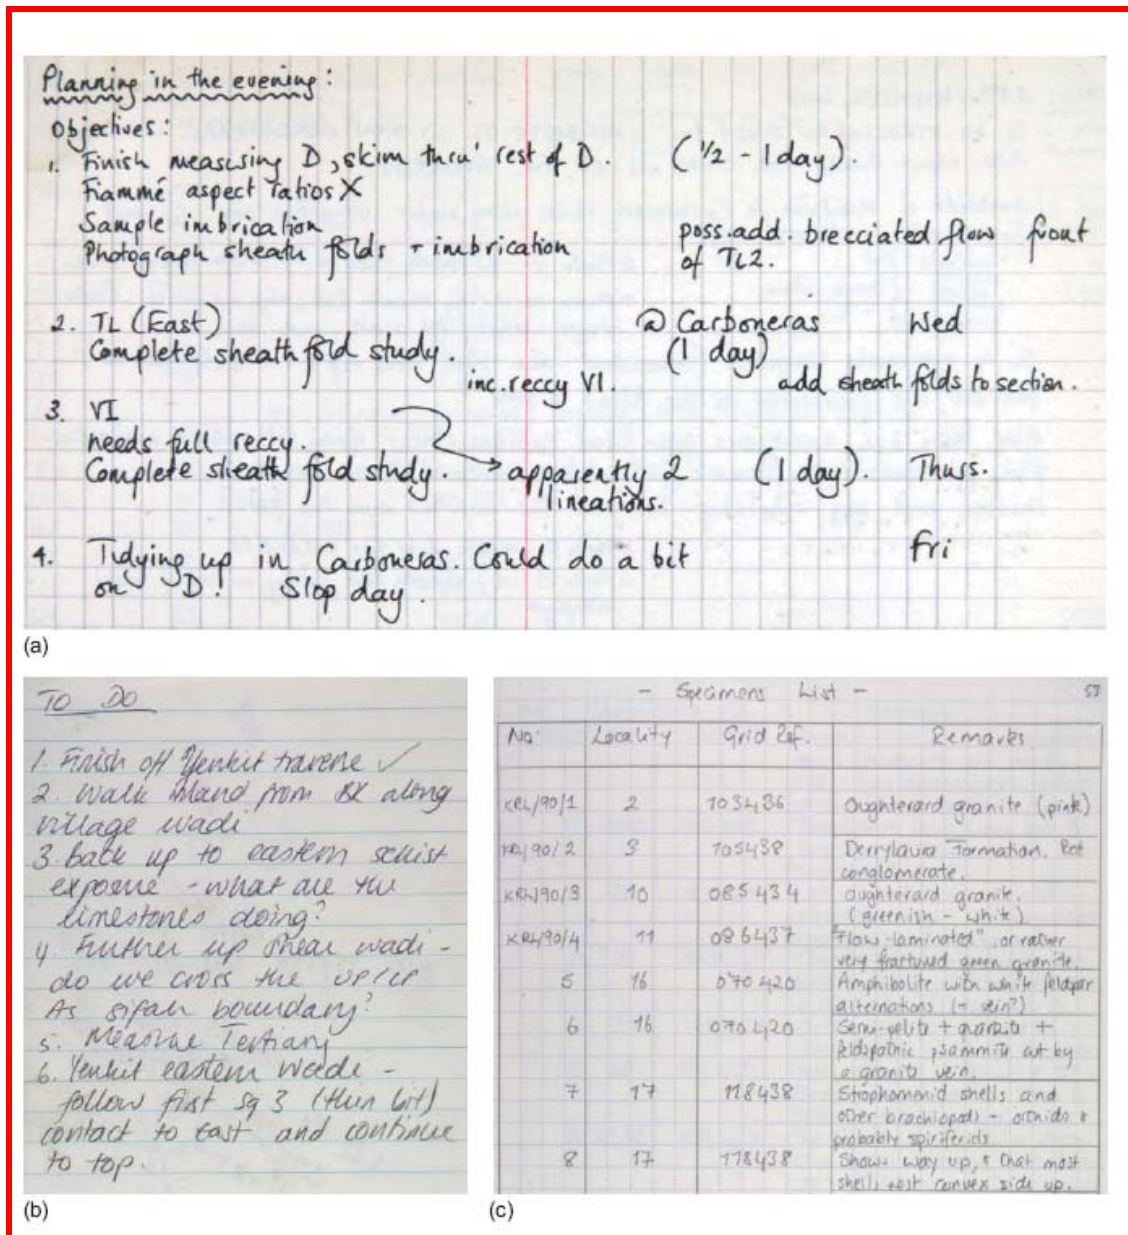 Planning in the evening:
Objectives:
1. Finish measuring D, skim thru' rest of D. (1/2 - 1 day).
Fiammé aspect ratios X
Sample imbrication
Photograph sheath folds + imbrication
poss. add. brecciated flow front
of TL2.
2. TL (East) @ Carboneras Wed
Complete sheath fold study. (1 day)
inc. reccy VI. add sheath folds to section.
3. VI
needs full reccy.
Complete sheath fold study. apparently 2 (1 day). Thurs.
lineations.
4. Tidying up in Carboneras. Could do a bit Fri
on D! Slop day.
(a)
TO DO
1. Finish off Yenkit traverse ✓
2. Walk inland from BX along
village wadi
3. back up to eastern schist
exposure - what are the
limestones doing?
4. Further up shear wadi -
do we cross the UP/LP
As sifah boundary?
5. Measure Tertiary
6. Yenkit eastern wadi -
follow first Sq 3 (thin bit)
contact to east and continue
to top.
(b)
- Specimens List - 53
No. Locality Grid Ref. Remarks
KRL/90/1 2 103436 Oughterard granite (pink)
KRL/90/2 3 105438 Derrylaura Formation.
conglomerate.
KRL/90/3 10 085434 Oughterard granite.
(greenish - white)
KRL/90/4 11 086437 "Flow-laminated", or rather
very fractured green granite.
5 16 070420 Amphibolite with white feldspar
alternations (+ vein?)
6 16 070420 Semi-pelite + +
feldspathic psammite cut by
a granite vein.
7 17 118438 Strophomenid shells and
other brachiopods - orthids &
probably spiriferids
8 17 118438 Shows way up, & that most
shells rest convex side up.
(c)